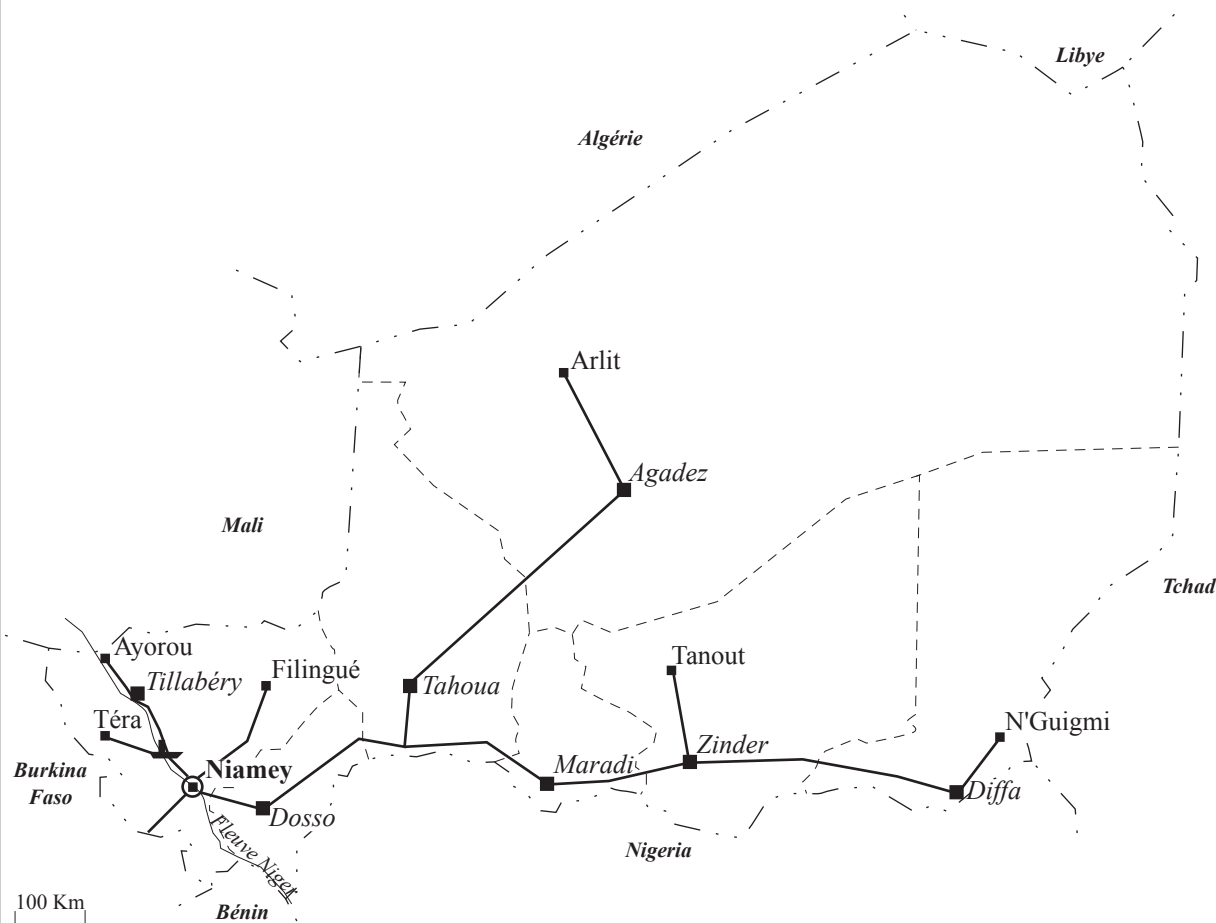 Libye
Algérie
Arlit
Agadez
Mali
Tchad
Ayorou
Tillabéry
Filingué
Tahoua
Tanout
Téra
N'Guigmi
Zinder
Niamey
Maradi
Burkina
Faso
Diffa
Dosso
Fleuve Niger
Nigeria
100 Km
Bénin